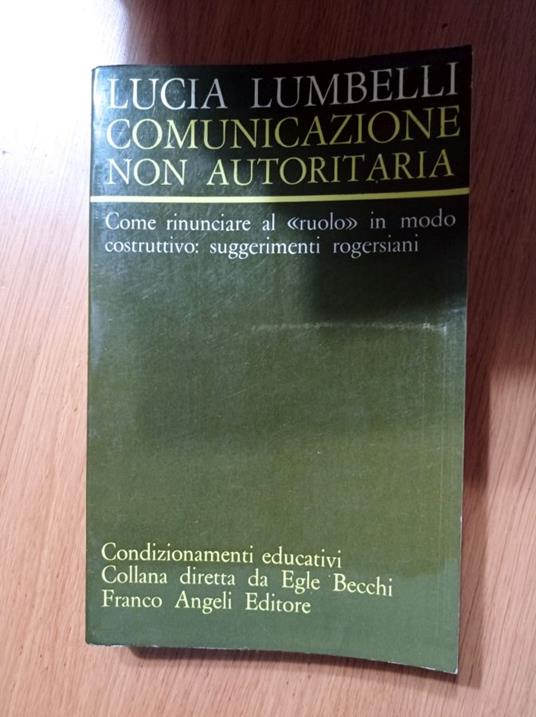 LUCIA LUMBELLI
COMUNICAZIONE
NON AUTORITARIA
Come rinunciare al «ruolo» in modo
costruttivo: suggerimenti rogersiani
Condizionamenti educativi
Collana diretta da Egle Becchi
Franco Angeli Editore